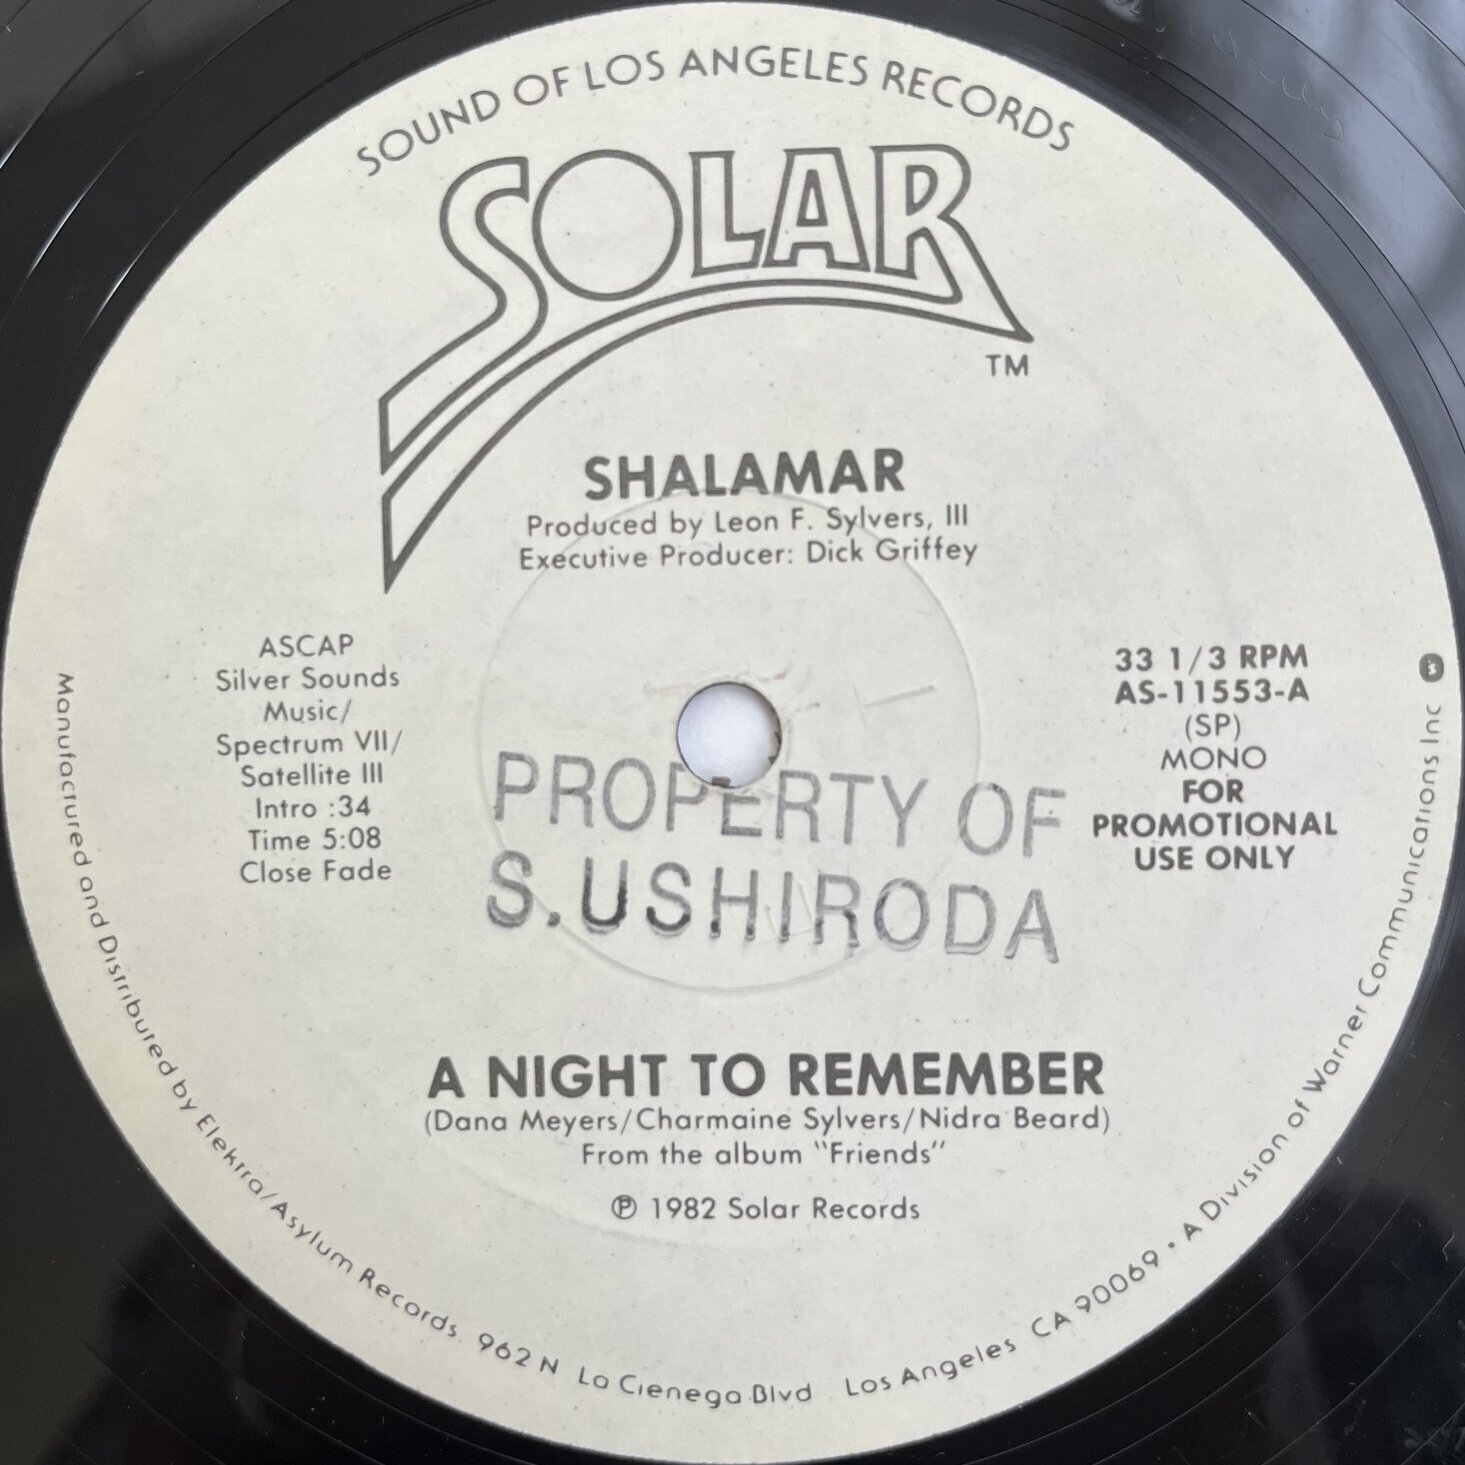 SOUND OF LOS ANGELES RECORDS
SOLAR
TM
SHALAMAR
Produced by Leon F. Sylvers, III
Executive Producer: Dick Griffey
ASCAP
Silver Sounds
Music/
Spectrum VII/
Satellite III
Intro :34
Time 5:08
Close Fade
33 1/3 RPM
AS-11553-A
(SP)
MONO
FOR
PROMOTIONAL
USE ONLY
PROPERTY OF
S.USHIRODA
A NIGHT TO REMEMBER
(Dana Meyers/Charmaine Sylvers/Nidra Beard)
From the album "Friends"
℗ 1982 Solar Records
Manufactured and Distributed by Elektra/Asylum Records. 962 N La Cienega Blvd Los Angeles CA 90069 • A Division of Warner Communications Inc